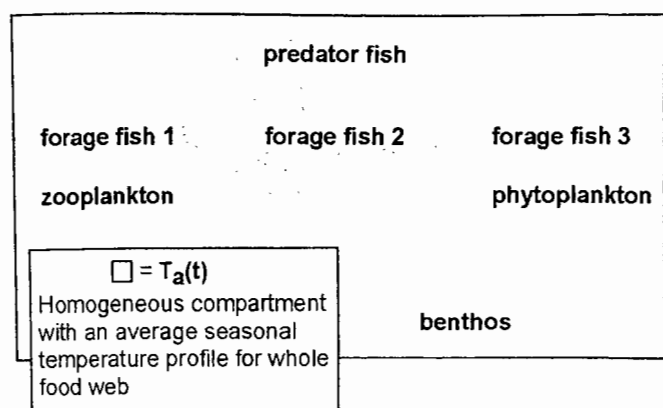 predator fish
forage fish 1 forage fish 2 forage fish 3
zooplankton phytoplankton
□ = Ta(t)
Homogeneous compartment
with an average seasonal
temperature profile for whole
food web
benthos